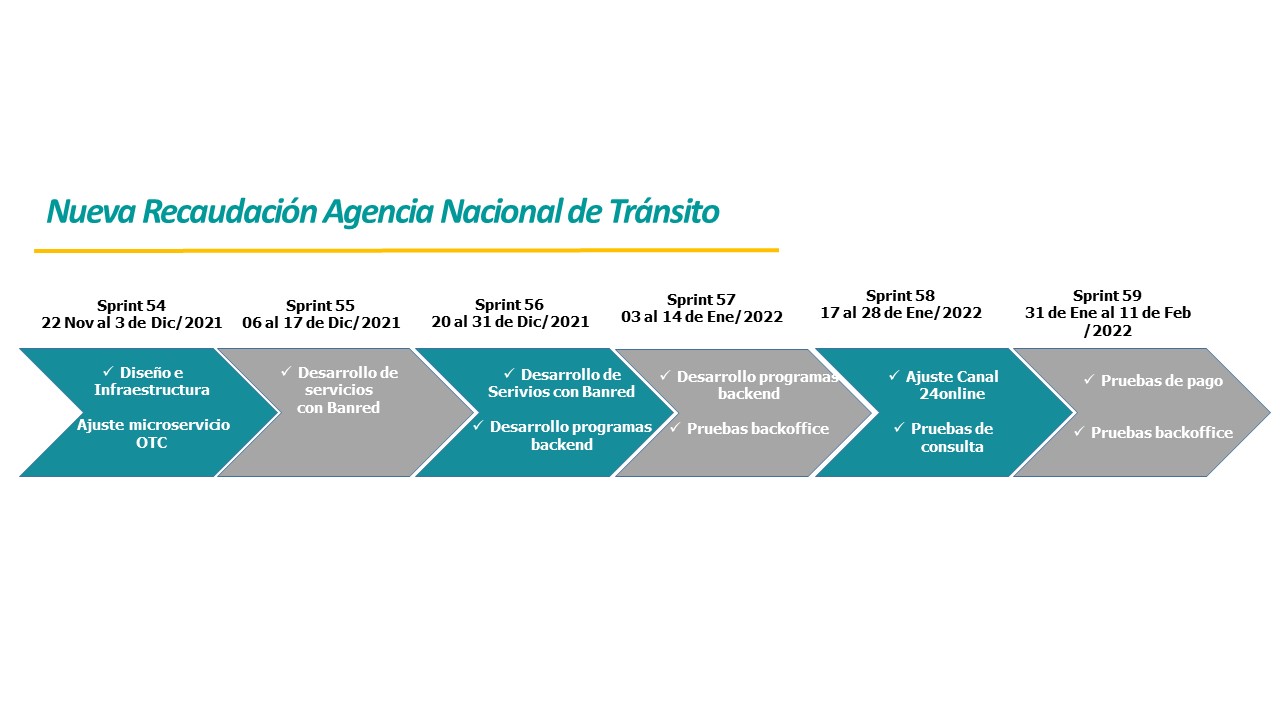 Nueva Recaudación Agencia Nacional de Tránsito
Sprint 54
22 Nov al 3 de Dic/2021
Sprint 55
06 al 17 de Dic/2021
Sprint 56
20 al 31 de Dic/2021
Sprint 57
03 al 14 de Ene/2022
Sprint 58
17 al 28 de Ene/2022
Sprint 59
31 de Ene al 11 de Feb
/2022
✓ Diseño e
Infraestructura
Ajuste microservicio
OTC
✓ Desarrollo de
servicios
con Banred
✓ Desarrollo de
Serivios con Banred
✓ Desarrollo programas
backend
✓ Desarrollo programas
backend
✓ Pruebas backoffice
✓ Ajuste Canal
24online
✓ Pruebas de
consulta
✓ Pruebas de pago
✓ Pruebas backoffice